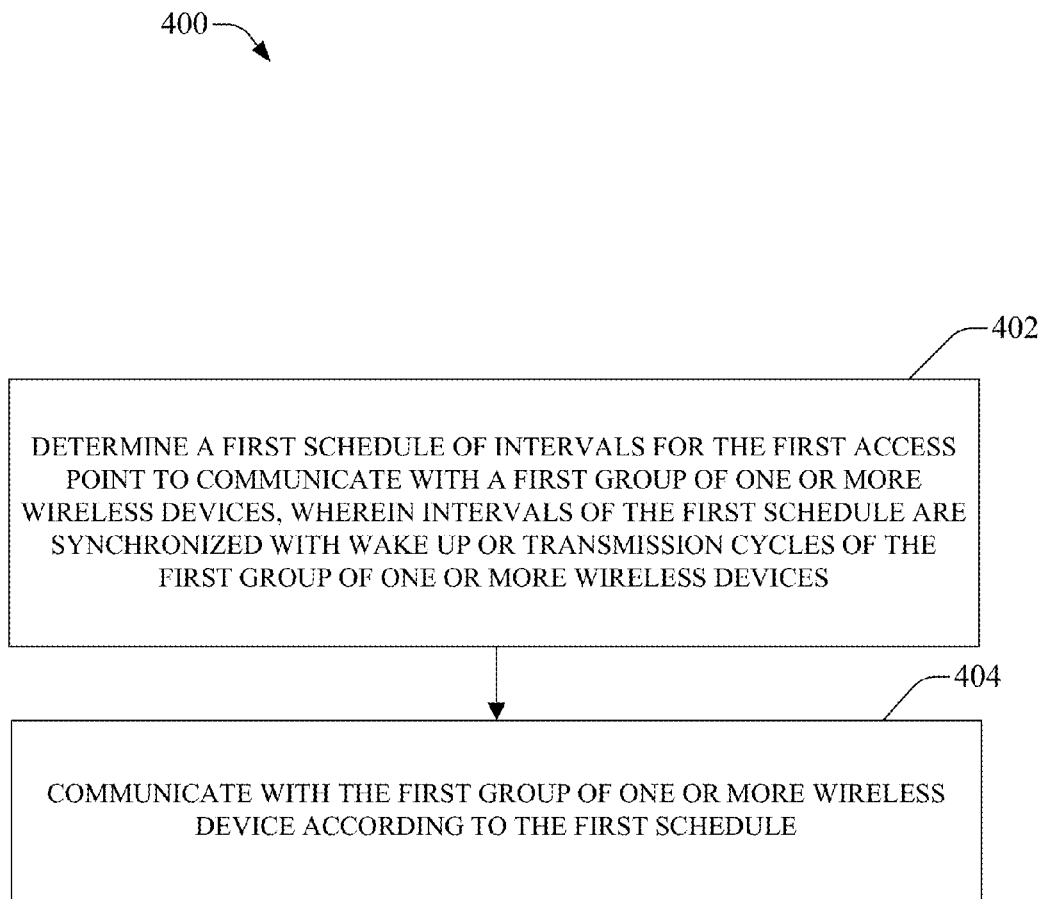 400
402
DETERMINE A FIRST SCHEDULE OF INTERVALS FOR THE FIRST ACCESS
POINT TO COMMUNICATE WITH A FIRST GROUP OF ONE OR MORE
WIRELESS DEVICES, WHEREIN INTERVALS OF THE FIRST SCHEDULE ARE
SYNCHRONIZED WITH WAKE UP OR TRANSMISSION CYCLES OF THE
FIRST GROUP OF ONE OR MORE WIRELESS DEVICES
404
COMMUNICATE WITH THE FIRST GROUP OF ONE OR MORE WIRELESS
DEVICE ACCORDING TO THE FIRST SCHEDULE